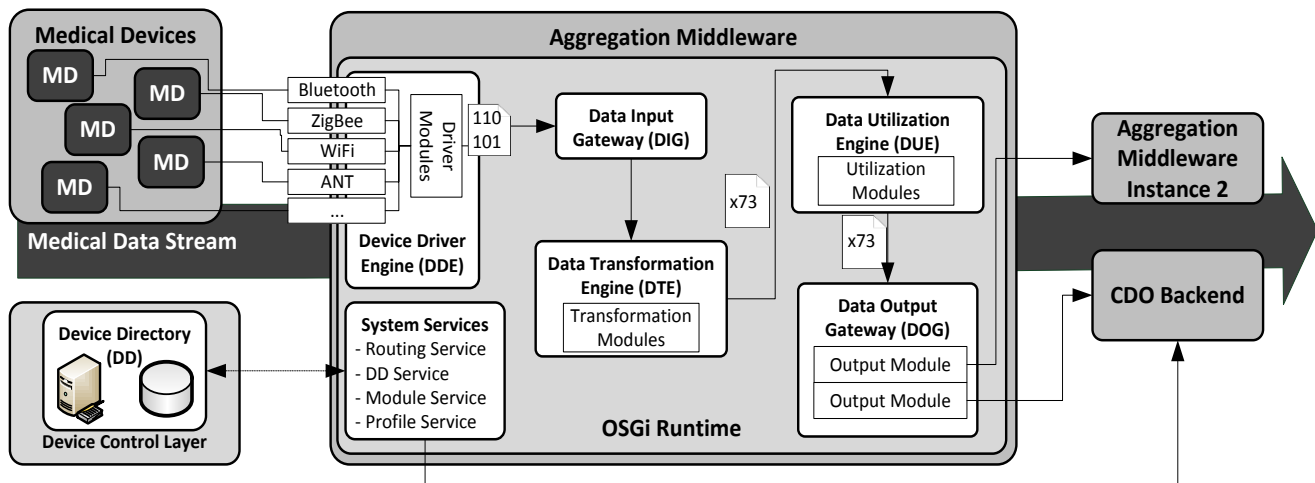 Medical Devices
MD
MD
MD
MD
MD
Medical Data Stream
Aggregation Middleware
Bluetooth
ZigBee
WiFi
ANT
...
Driver
Modules
Device Driver
Engine (DDE)
110
101
Data Input
Gateway (DIG)
Data Transformation
Engine (DTE)
Transformation
Modules
x73
Data Utilization
Engine (DUE)
Utilization
Modules
x73
Data Output
Gateway (DOG)
Output Module
Output Module
System Services
- Routing Service
- DD Service
- Module Service
- Profile Service
OSGi Runtime
Device Directory
(DD)
Device Control Layer
Aggregation
Middleware
Instance 2
CDO Backend